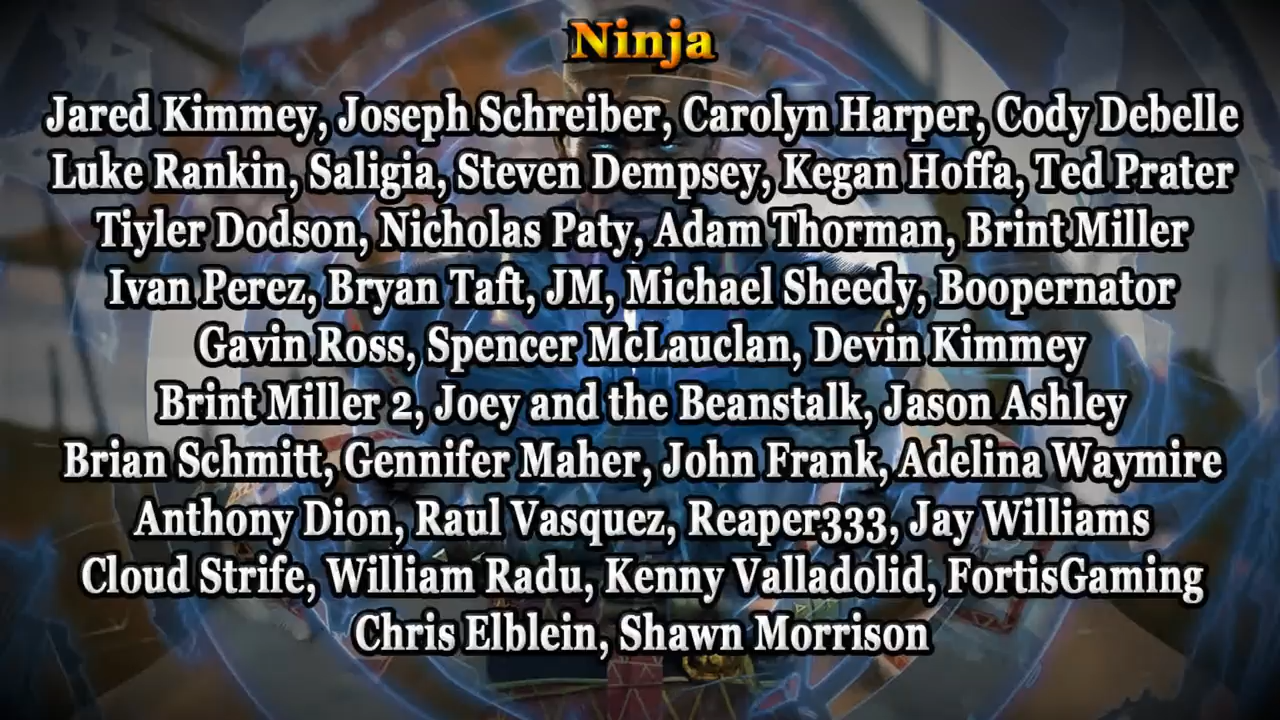 Ninja
Jared Kimmey, Joseph Schreiber, Carolyn Harper, Cody Debelle
Luke Rankin, Saligia, Steven Dempsey, Kegan Hoffa, Ted Prater
Tiyler Dodson, Nicholas Paty, Adam Thorman, Brint Miller
Ivan Perez, Bryan Taft, JM, Michael Sheedy, Boopernator
Gavin Ross, Spencer McLauclan, Devin Kimmey
Brint Miller 2, Joey and the Beanstalk, Jason Ashley
Brian Schmitt, Gennifer Maher, John Frank, Adelina Waymire
Anthony Dion, Raul Vasquez, Reaper333, Jay Williams
Cloud Strife, William Radu, Kenny Valladolid, FortisGaming
Chris Elblein, Shawn Morrison